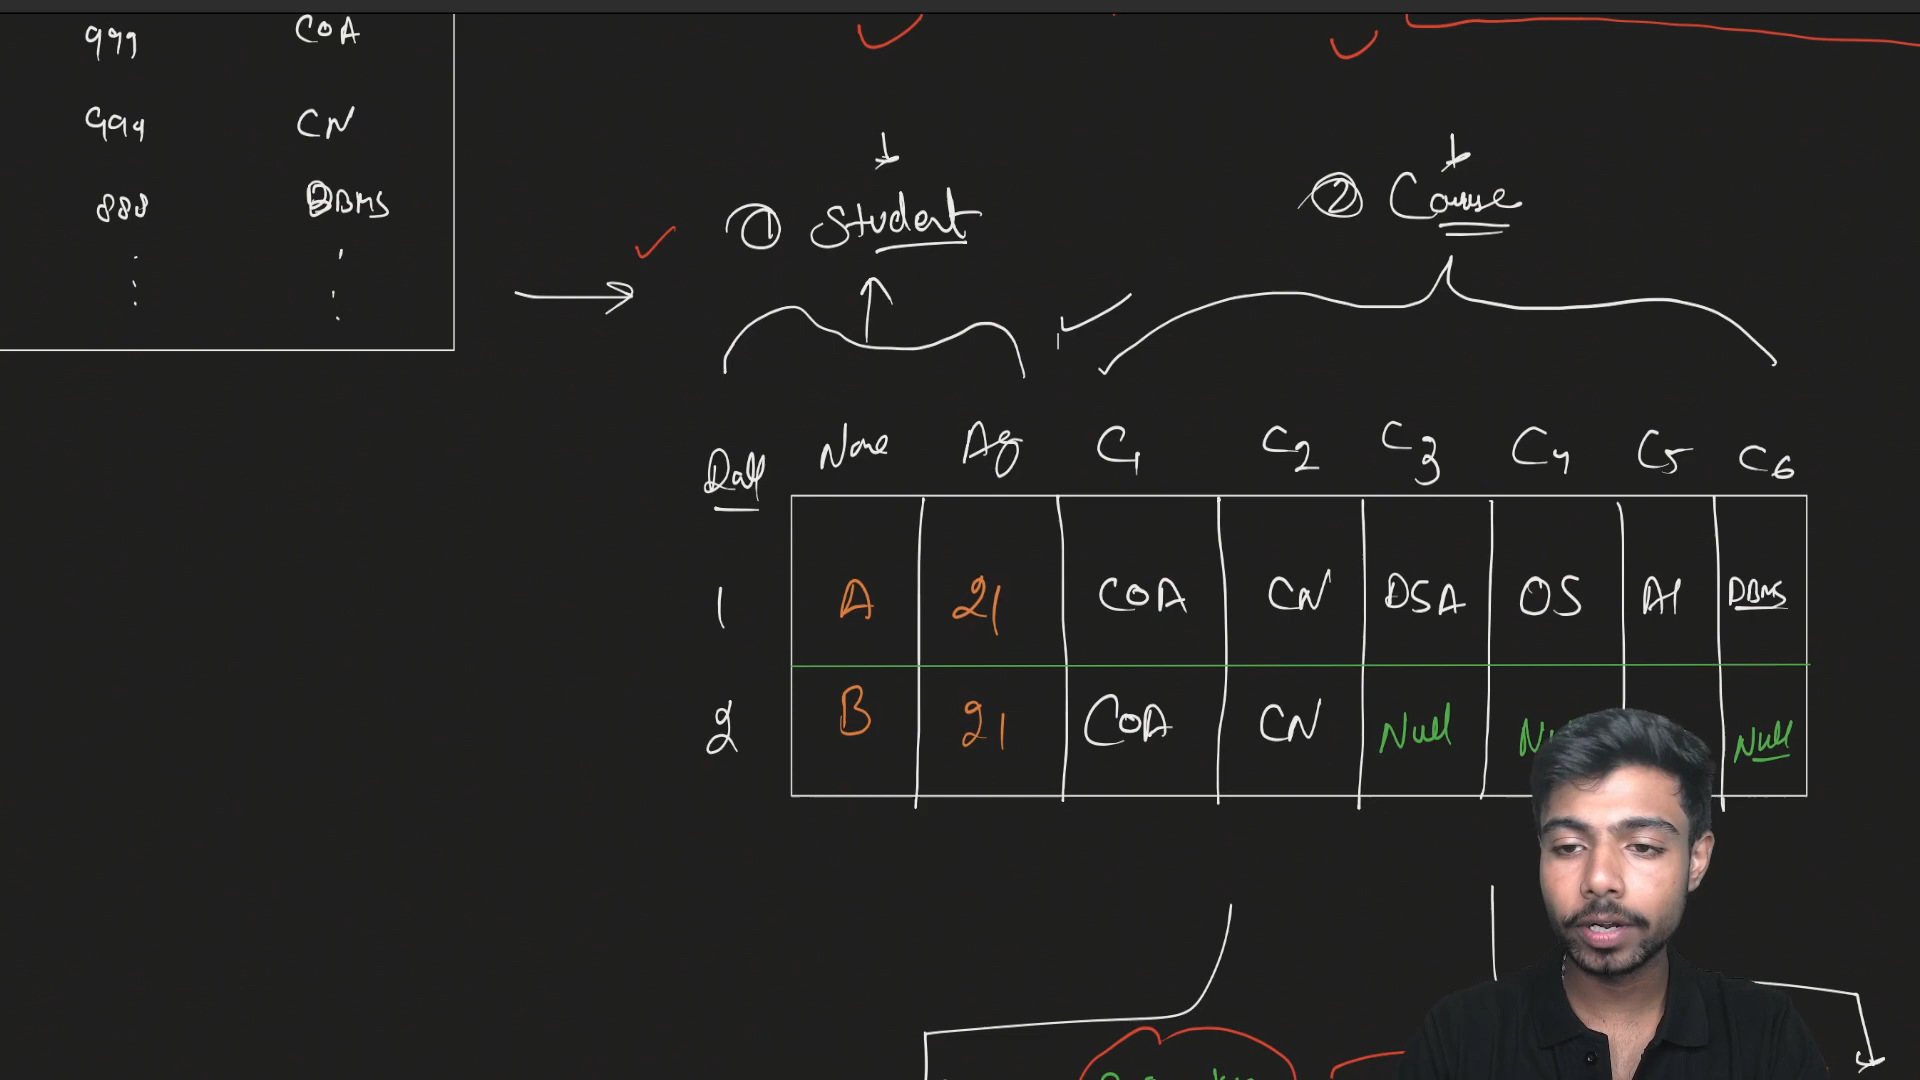 999 COA
999 CN
888 DBMS
① Student
② Course
Roll Name Age C1 C2 C3 C4 C5 C6
1 A 21 COA CN DSA OS AI DBMS
2 B 21 COA CN Null Null